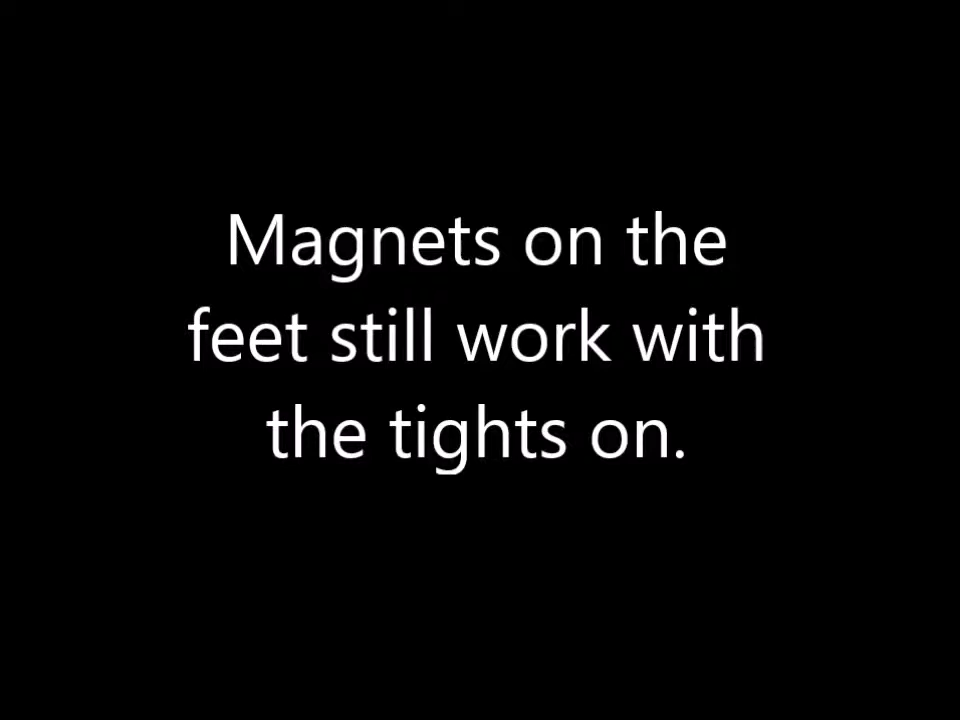 Magnets on the
feet still work with
the tights on.